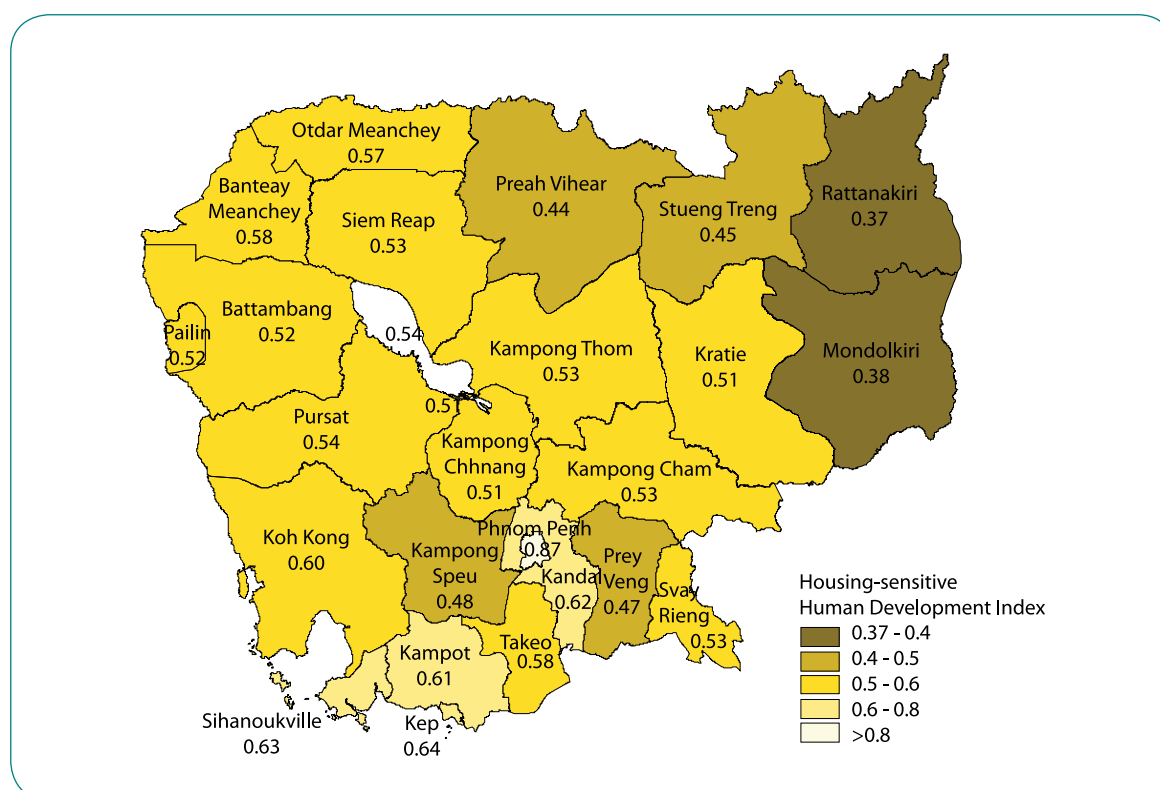 Otdar Meanchey
0.57
Banteay
Meanchey
0.58
Siem Reap
0.53
Preah Vihear
0.44
Stueng Treng
0.45
Rattanakiri
0.37
Battambang
0.52
Pailin
0.52
0.54
Kampong Thom
0.53
Kratie
0.51
Mondolkiri
0.38
Pursat
0.54
0.5
Kampong
Chhnang
0.51
Kampong Cham
0.53
Koh Kong
0.60
Kampong
Speu
0.48
Phnom Penh
0.87
Kandal
0.62
Prey
Veng
0.47
Svay
Rieng
0.53
Takeo
0.58
Kampot
0.61
Sihanoukville
0.63
Kep
0.64
Housing-sensitive
Human Development Index
0.37 - 0.4
0.4 - 0.5
0.5 - 0.6
0.6 - 0.8
>0.8